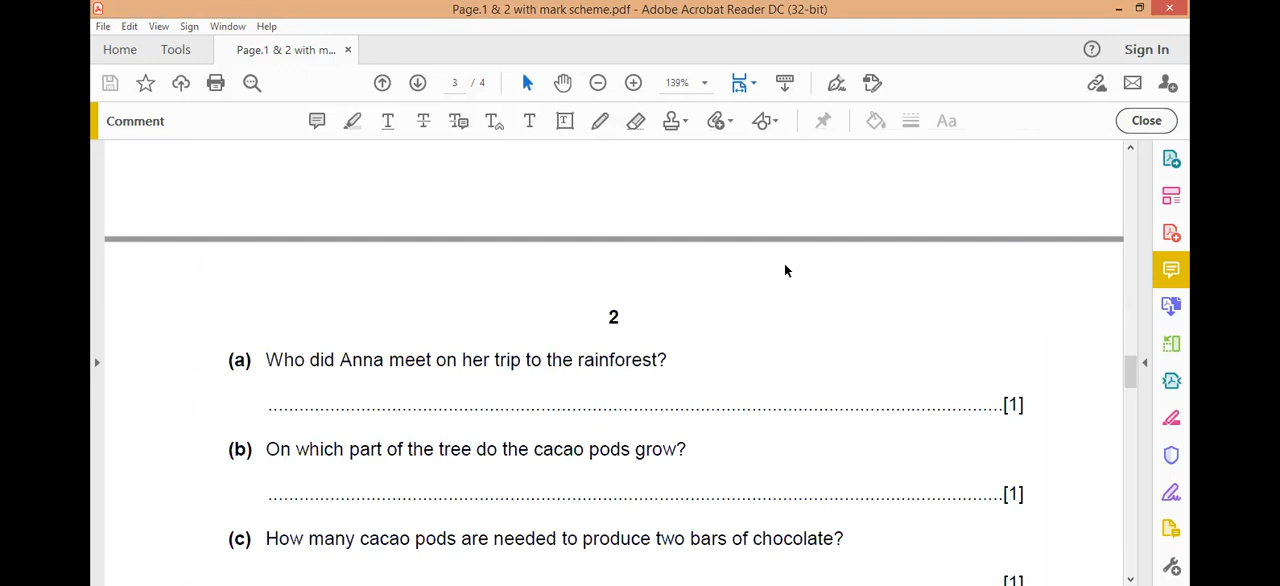 Page.1 & 2 with mark scheme.pdf - Adobe Acrobat Reader DC (32-bit)
File Edit View Sign Window Help
Home Tools Page.1 & 2 with m... × Sign In
3 / 4 139%
Comment Aa Close
2
(a) Who did Anna meet on her trip to the rainforest?
[1]
(b) On which part of the tree do the cacao pods grow?
[1]
(c) How many cacao pods are needed to produce two bars of chocolate?
[1]